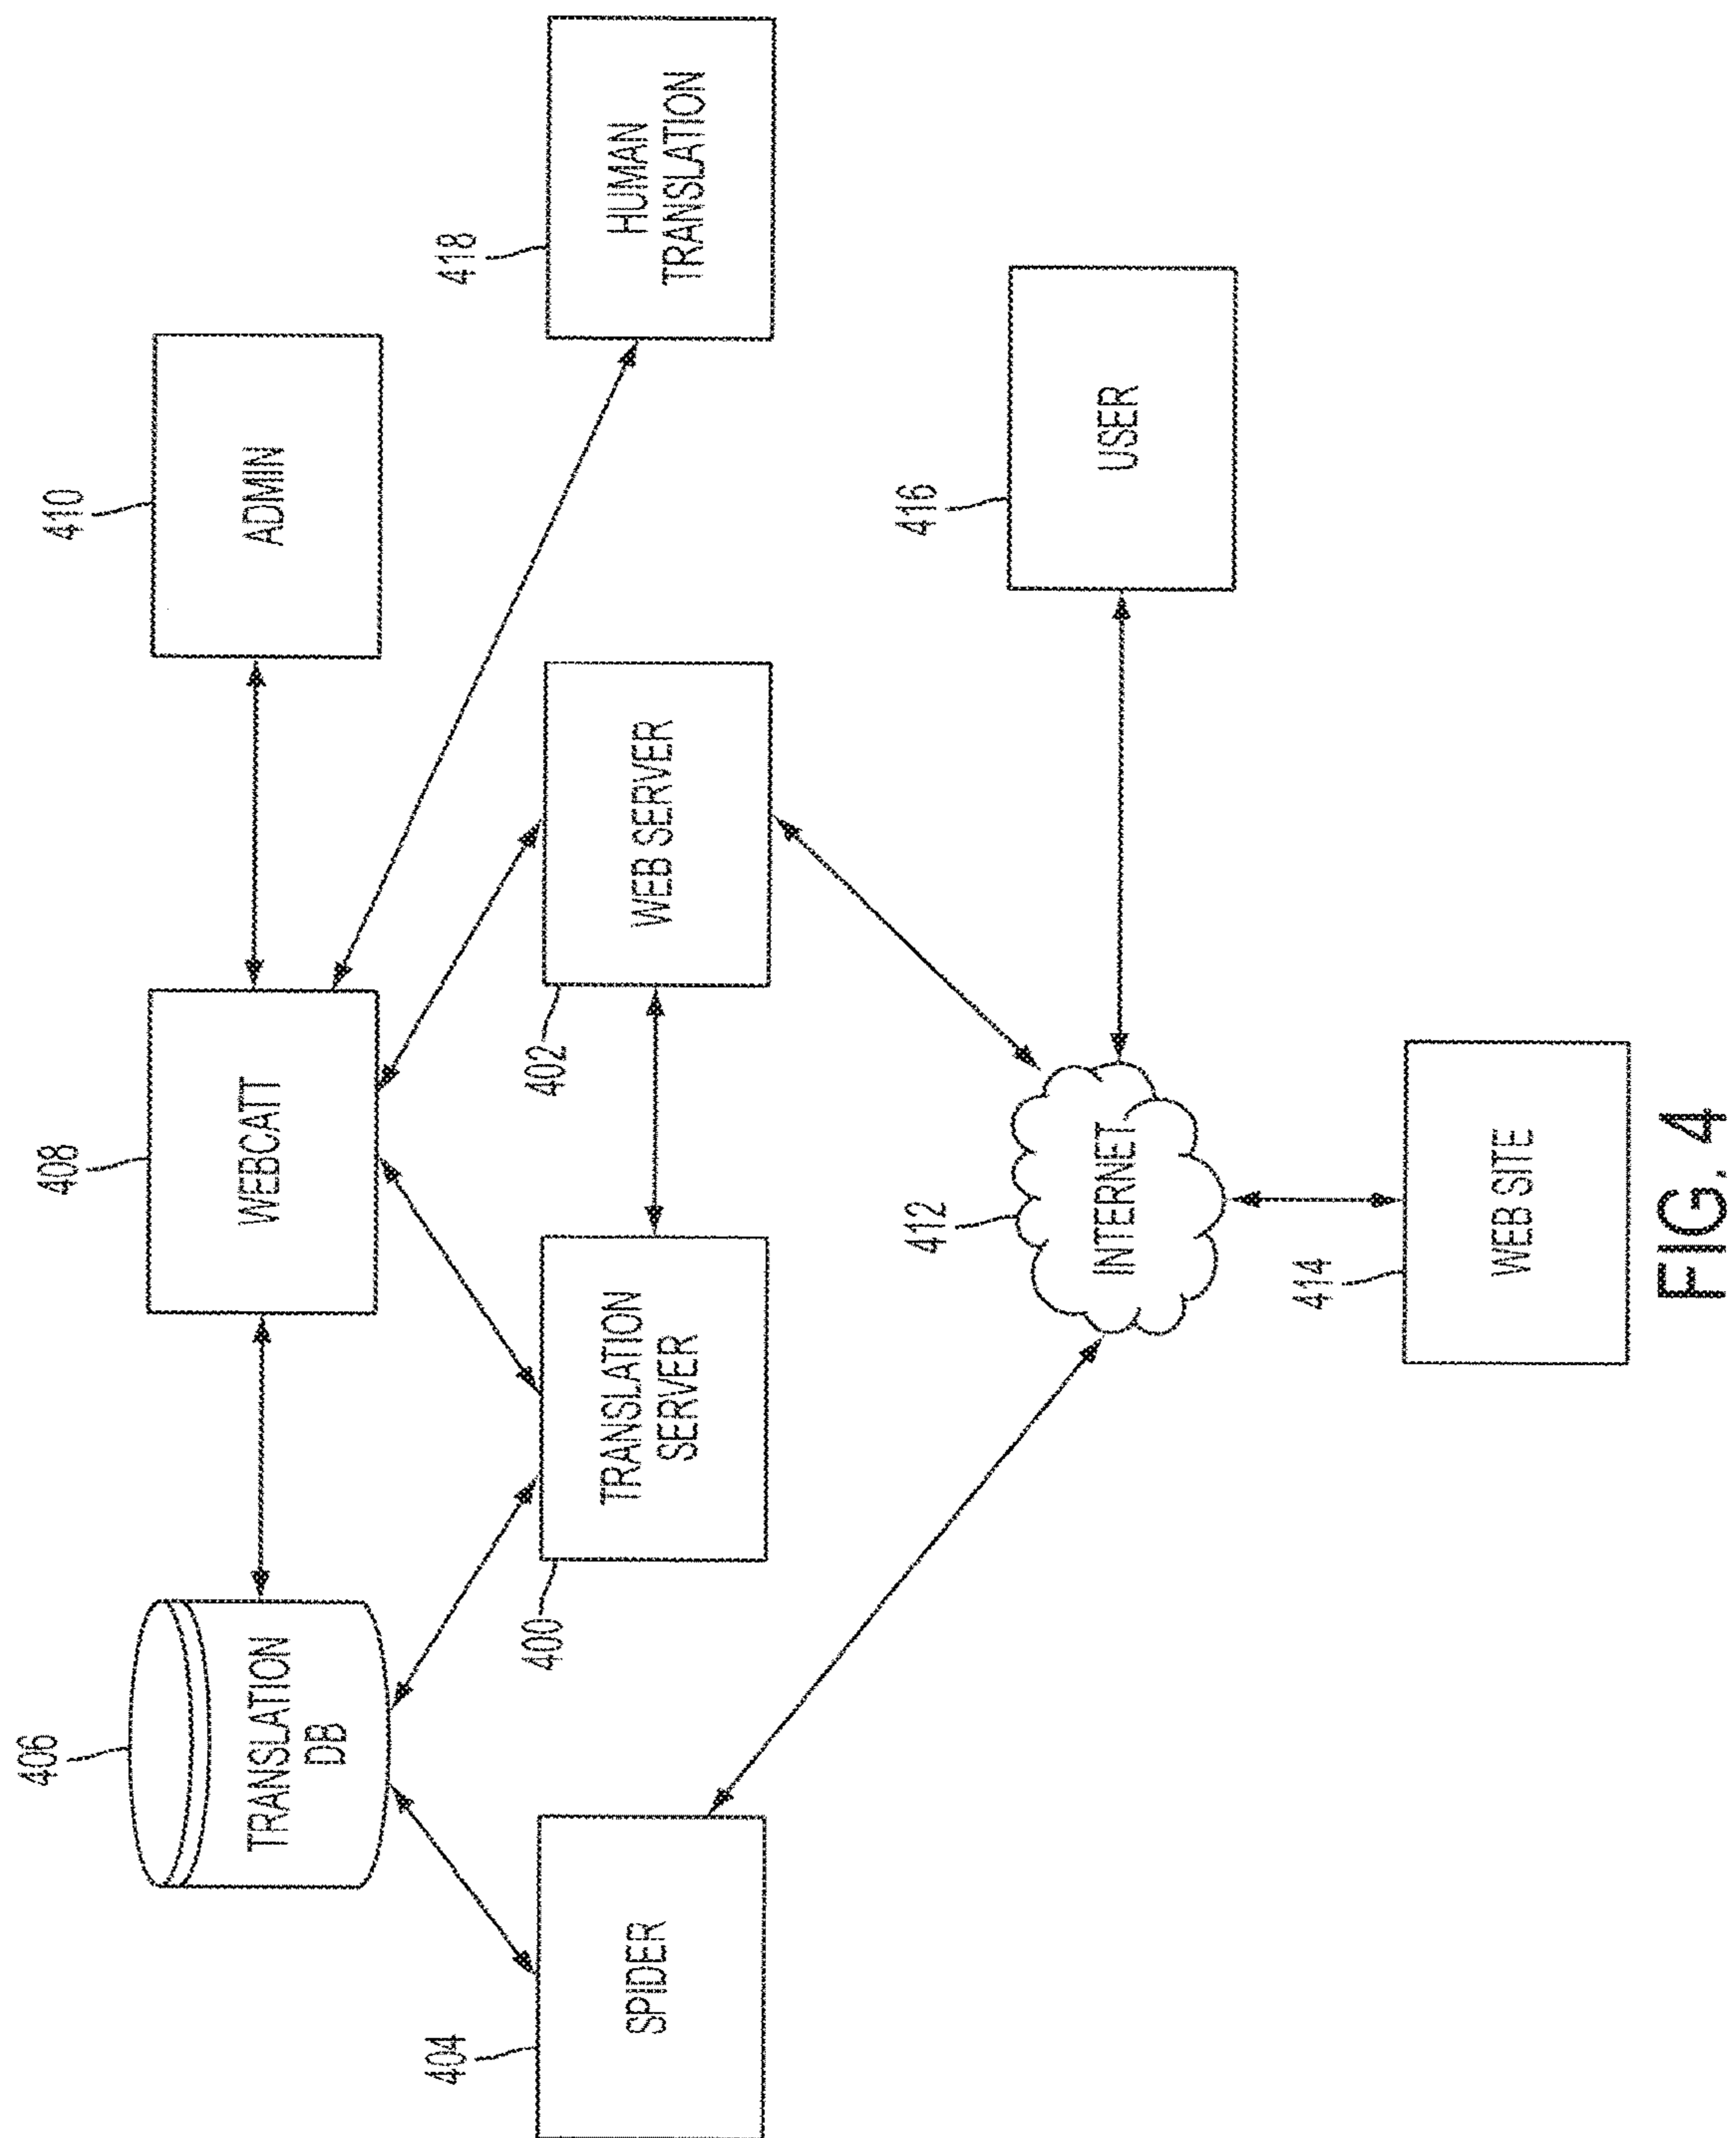 406
TRANSLATION
DB
408
WEBCATT
410
ADMIN
404
SPIDER
400
TRANSLATION
SERVER
402
WEB SERVER
418
HUMAN
TRANSLATION
412
INTERNET
416
USER
414
WEB SITE
FIG. 4